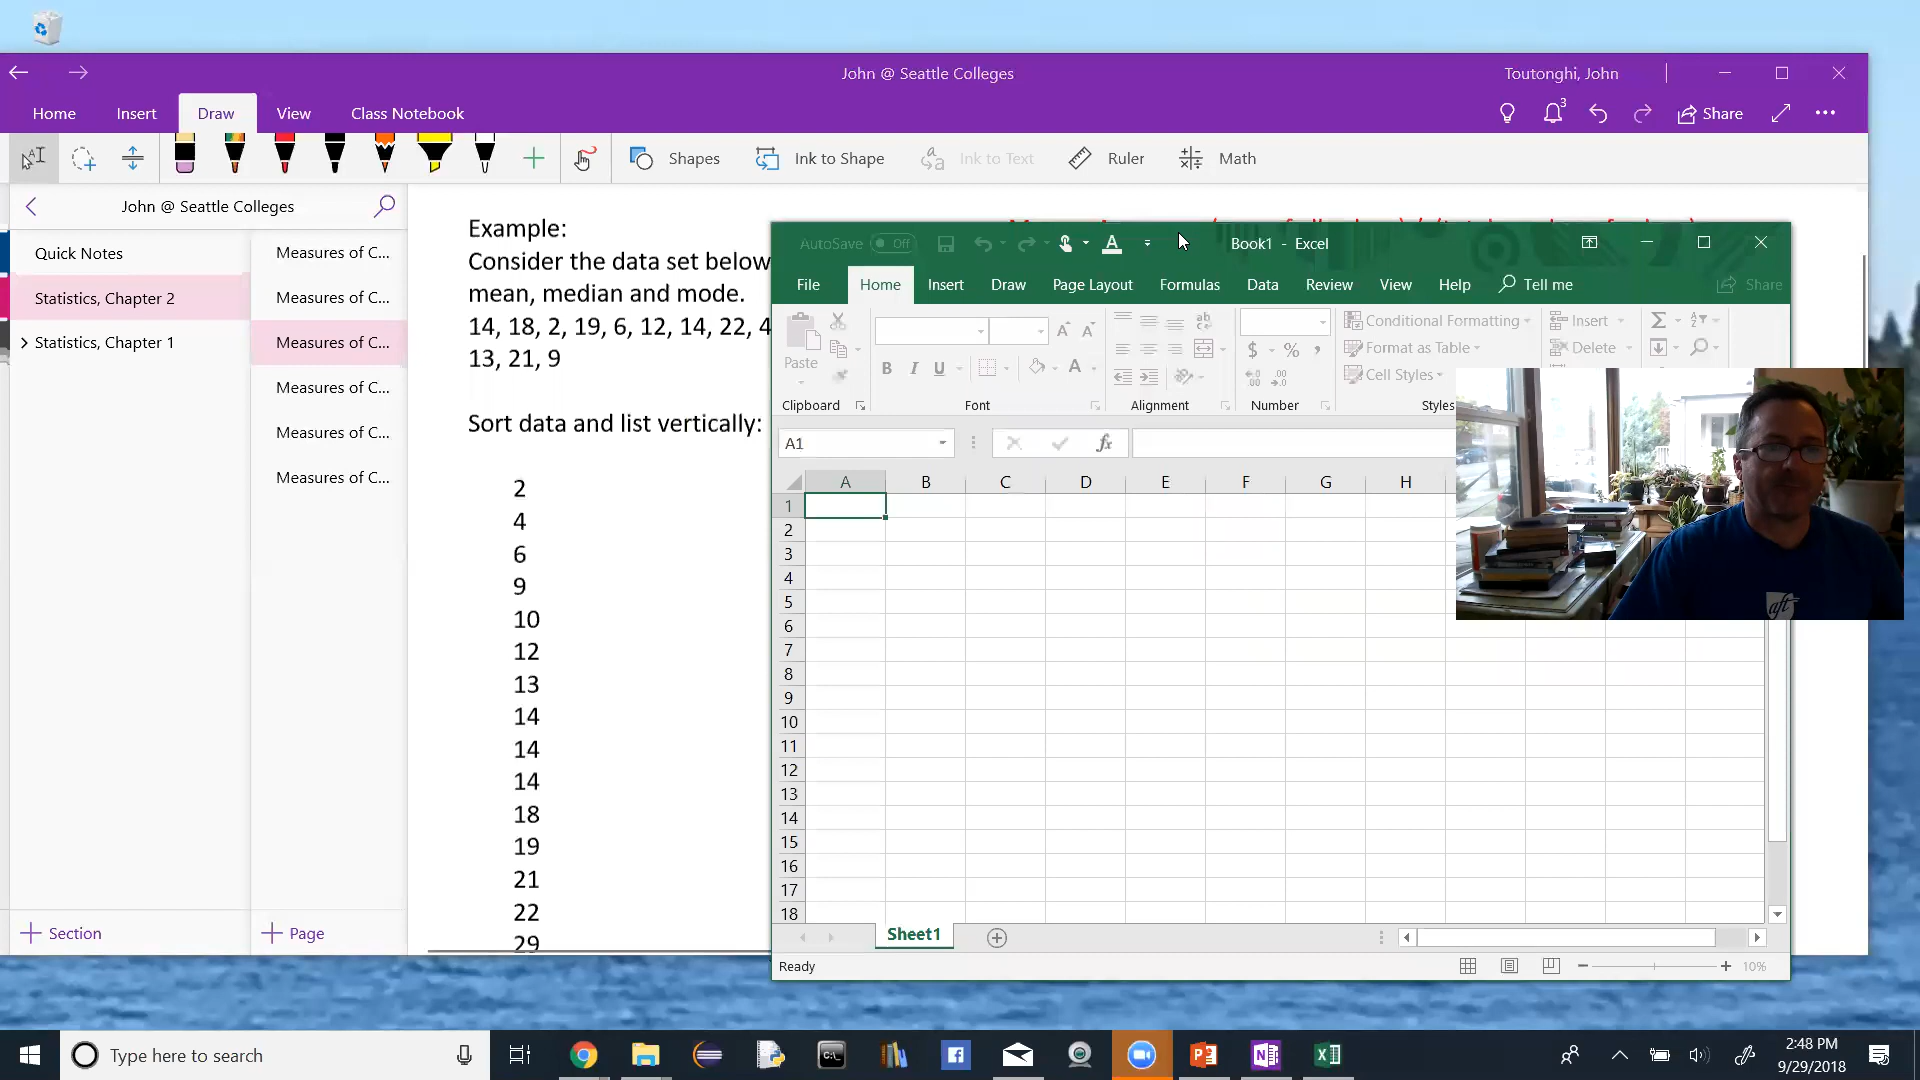 John @ Seattle Colleges
Toutonghi, John
Home Insert Draw View Class Notebook
3
Share
Shapes Ink to Shape Ink to Text Ruler Math
John @ Seattle Colleges
Quick Notes
Statistics, Chapter 2
Statistics, Chapter 1
Measures of C...
Measures of C...
Measures of C...
Measures of C...
Measures of C...
Measures of C...
+ Section
+ Page
Example:
Consider the data set below
mean, median and mode.
14, 18, 2, 19, 6, 12, 14, 22, 4
13, 21, 9
Sort data and list vertically:
2
4
6
9
10
12
13
14
14
14
18
19
21
22
29
AutoSave Off
Book1 - Excel
File Home Insert Draw Page Layout Formulas Data Review View Help Tell me Share
Paste
Clipboard
B I U
Font
Alignment
$ % ,
Number
Conditional Formatting
Format as Table
Cell Styles
Styles
Insert
Delete
A1
fx
A B C D E F G H
1
2
3
4
5
6
7
8
9
10
11
12
13
14
15
16
17
18
Sheet1
Ready
10%
aft
Type here to search
2:48 PM
9/29/2018